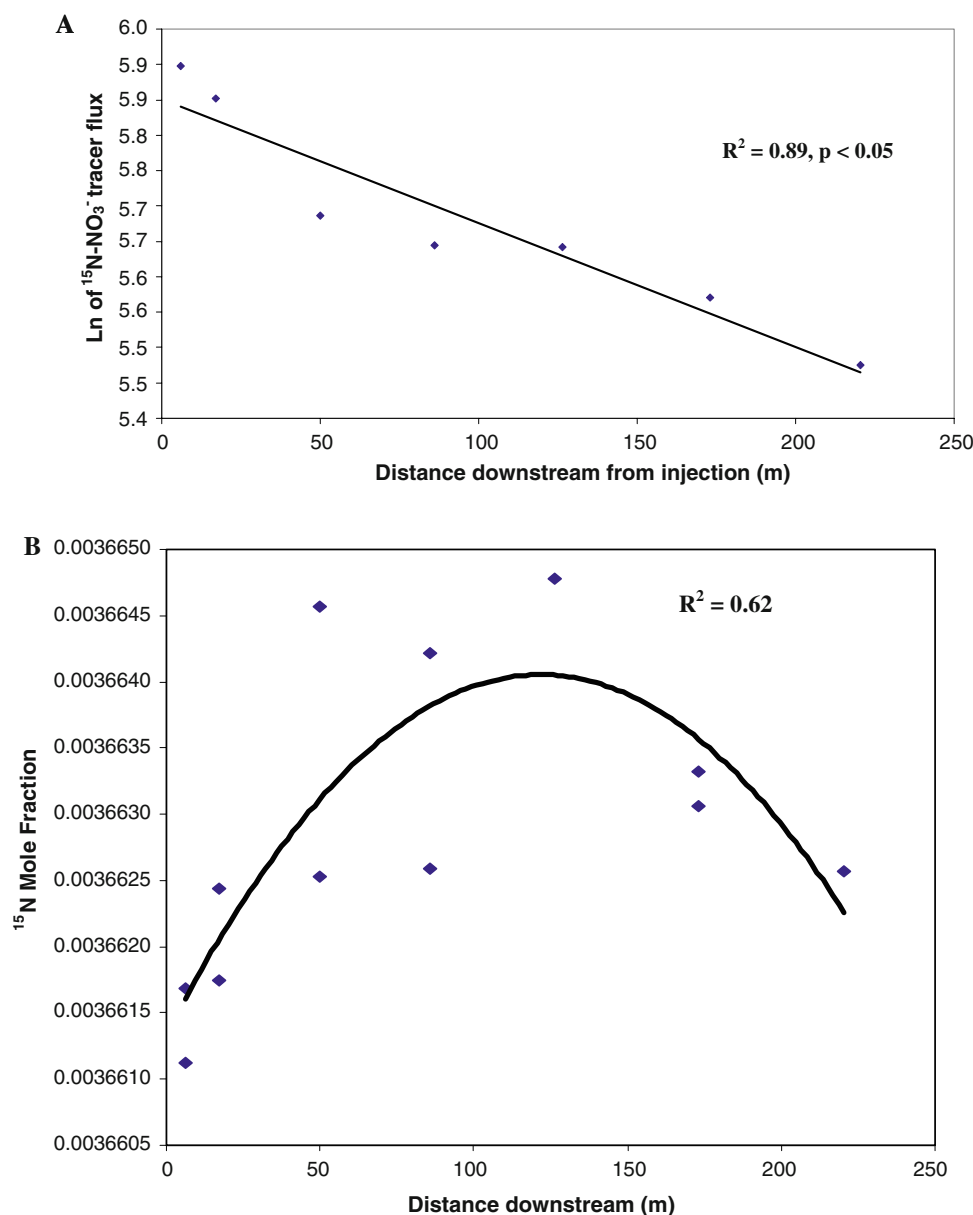 A
6.0
5.9
5.9
5.8
5.8
5.7
5.7
5.6
5.6
5.5
5.5
5.4
Ln of ¹⁵N-NO₃⁻ tracer flux
R² = 0.89, p < 0.05
0 50 100 150 200 250
Distance downstream from injection (m)
B
0.0036650
0.0036645
0.0036640
0.0036635
0.0036630
0.0036625
0.0036620
0.0036615
0.0036610
0.0036605
¹⁵N Mole Fraction
R² = 0.62
0 50 100 150 200 250
Distance downstream (m)